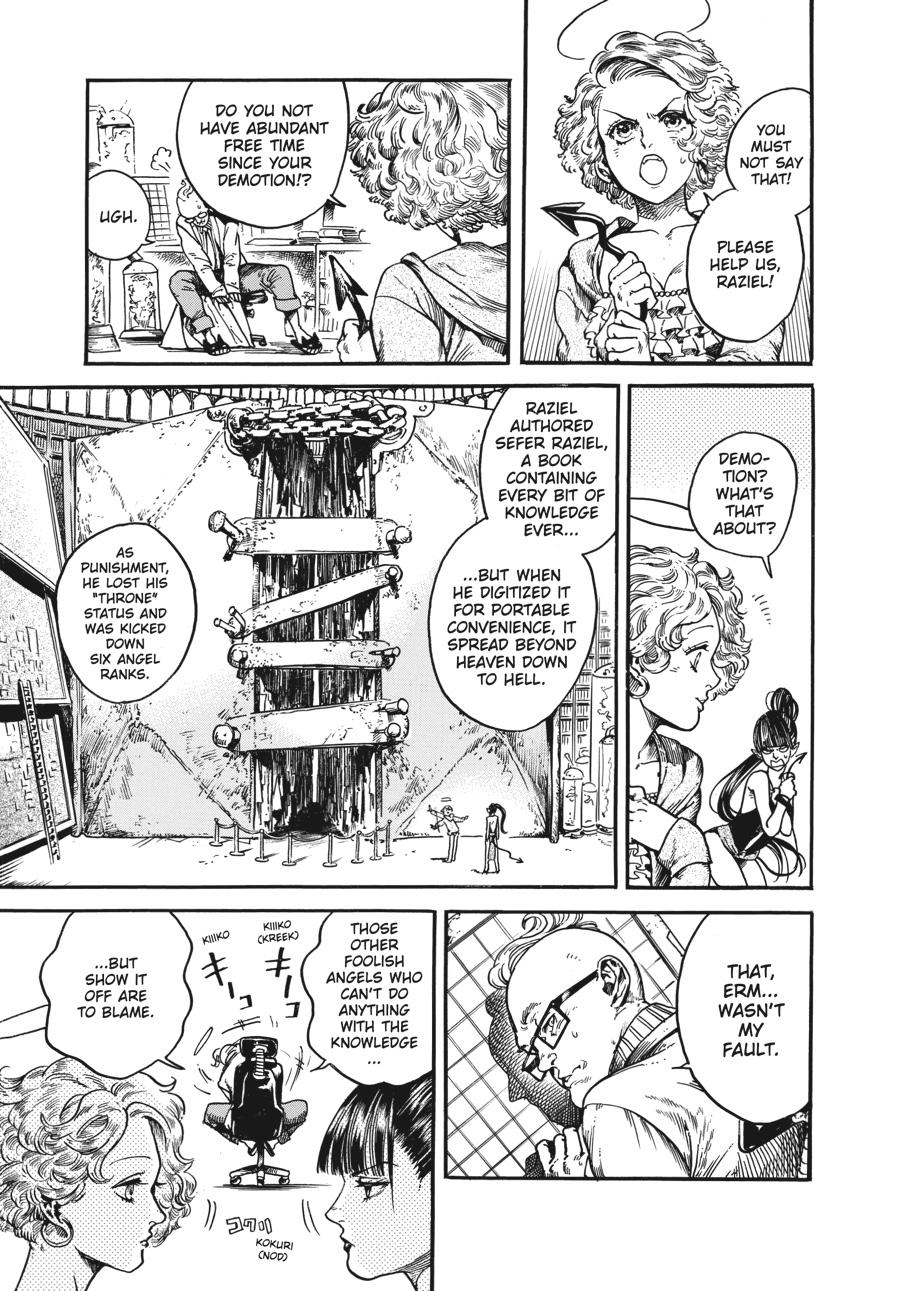 YOU
MUST
NOT SAY
THAT!
PLEASE
HELP US,
RAZIEL!
DO YOU NOT
HAVE ABUNDANT
FREE TIME
SINCE YOUR
DEMOTION!?
UGH.
DEMO-
TION?
WHAT'S
THAT
ABOUT?
RAZIEL
AUTHORED
SEFER RAZIEL,
A BOOK
CONTAINING
EVERY BIT OF
KNOWLEDGE
EVER...
...BUT WHEN
HE DIGITIZED IT
FOR PORTABLE
CONVENIENCE, IT
SPREAD BEYOND
HEAVEN DOWN
TO HELL.
AS
PUNISHMENT,
HE LOST HIS
"THRONE"
STATUS AND
WAS KICKED
DOWN
SIX ANGEL
RANKS.
THAT,
ERM...
WASN'T
MY
FAULT.
THOSE
OTHER
FOOLISH
ANGELS WHO
CAN'T DO
ANYTHING
WITH THE
KNOWLEDGE
...
KIIIKO
(KREEK)
キーコ
KIIIKO
キーコ
...BUT
SHOW IT
OFF ARE
TO BLAME.
コクリ
KOKURI
(NOD)